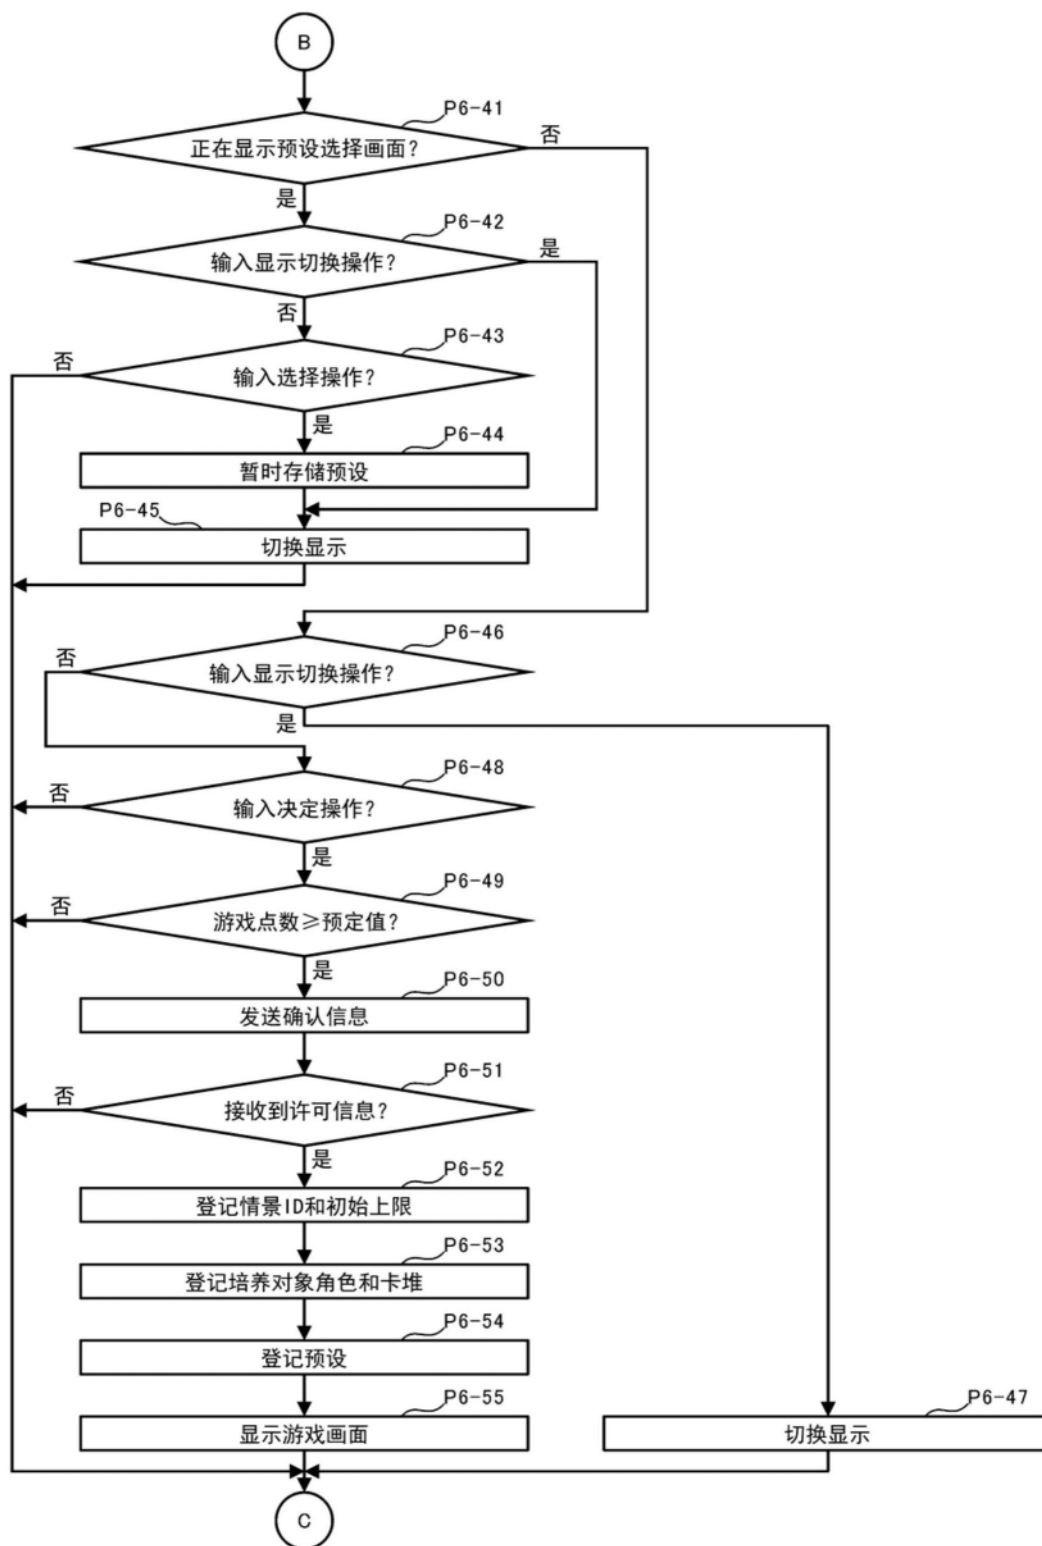 B
P6-41
正在显示预设选择画面?
否
是
P6-42
输入显示切换操作?
是
否
P6-43
否
输入选择操作?
是
P6-44
暂时存储预设
P6-45
切换显示
P6-46
否
输入显示切换操作?
是
P6-48
否
输入决定操作?
是
P6-49
否
游戏点数≥预定值?
是
P6-50
发送确认信息
P6-51
否
接收到许可信息?
是
P6-52
登记情景ID和初始上限
P6-53
登记培养对象角色和卡堆
P6-54
登记预设
P6-55
显示游戏画面
P6-47
切换显示
C